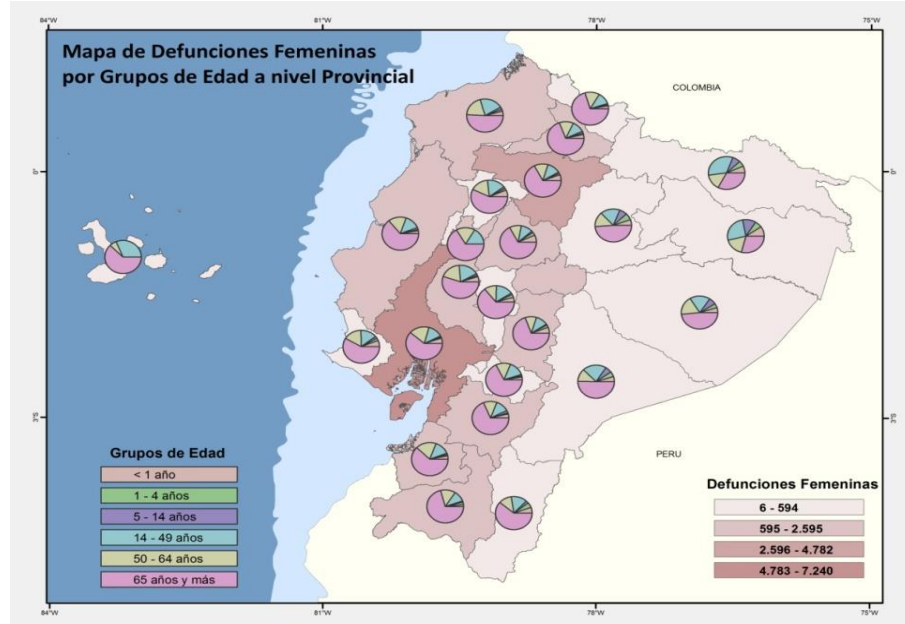 84°W 81°W 78°W 75°W
Mapa de Defunciones Femeninas
por Grupos de Edad a nivel Provincial
COLOMBIA
0° 0°
PERU
3°S 3°S
Grupos de Edad
< 1 año
1 - 4 años
5 - 14 años
14 - 49 años
50 - 64 años
65 años y más
Defunciones Femeninas
6 - 594
595 - 2.595
2.596 - 4.782
4.783 - 7.240
84°W 81°W 78°W 75°W